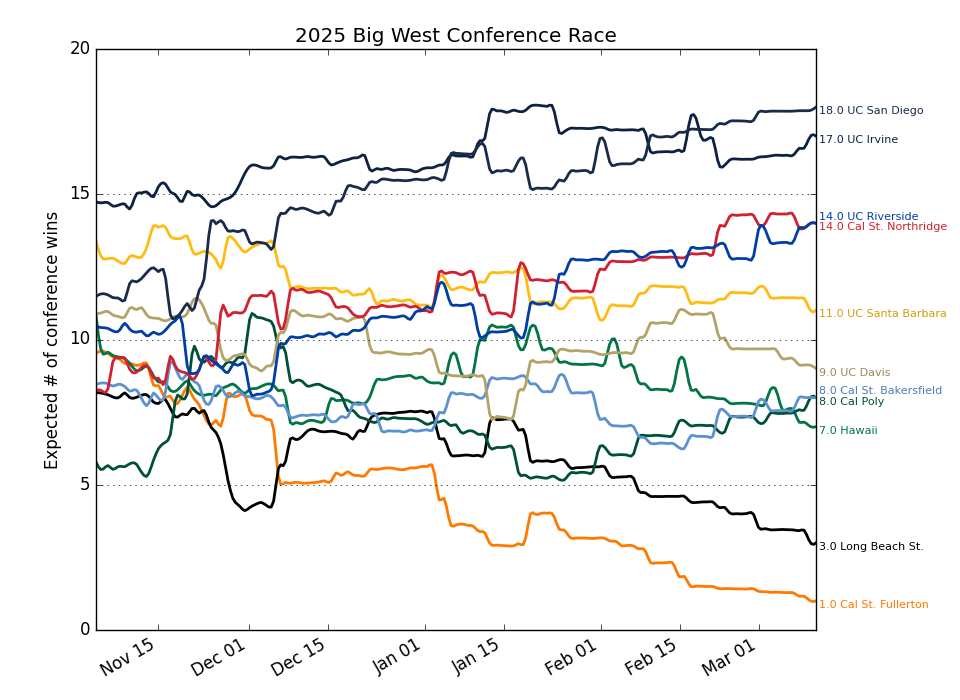 2025 Big West Conference Race
Expected # of conference wins
20
15
10
5
0
Nov 15
Dec 01
Dec 15
Jan 01
Jan 15
Feb 01
Feb 15
Mar 01
18.0 UC San Diego
17.0 UC Irvine
14.0 UC Riverside
14.0 Cal St. Northridge
11.0 UC Santa Barbara
9.0 UC Davis
8.0 Cal St. Bakersfield
8.0 Cal Poly
7.0 Hawaii
3.0 Long Beach St.
1.0 Cal St. Fullerton